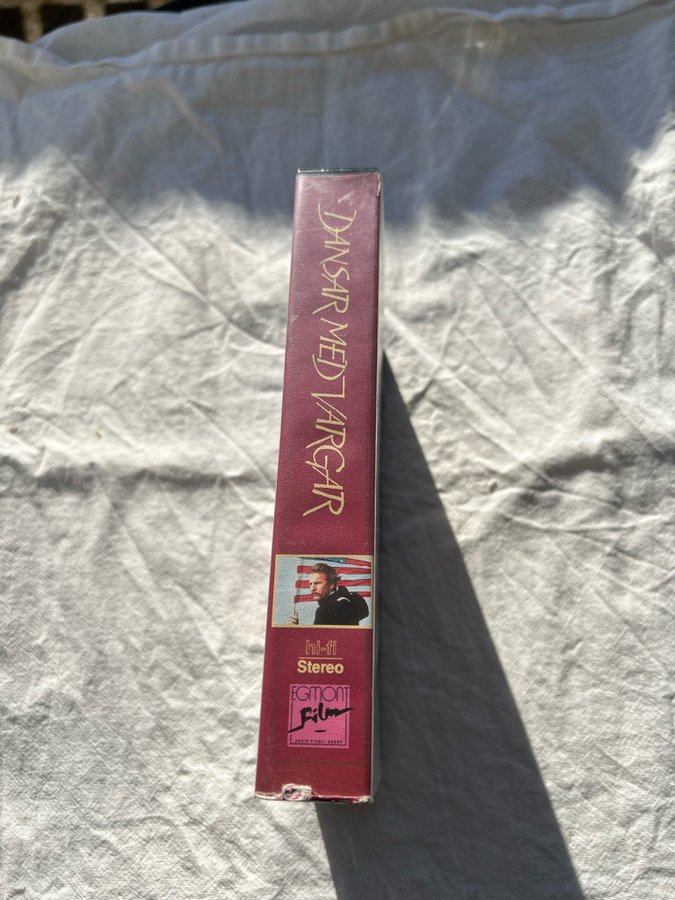 DANSAR MED VARGAR
hi-fi
Stereo
EGMONT
Film